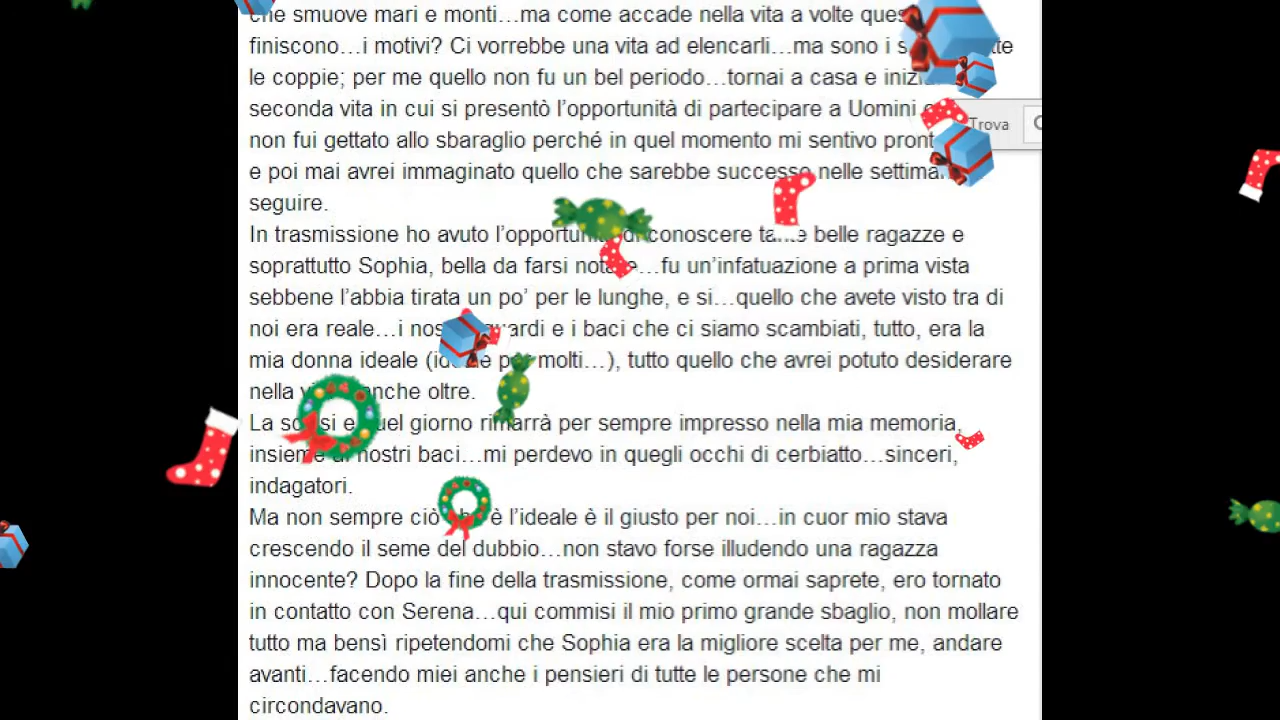 che smuove mari e monti…ma come accade nella vita a volte
finiscono…i motivi? Ci vorrebbe una vita ad elencarli…ma sono i
le coppie; per me quello non fu un bel periodo…tornai a casa e
seconda vita in cui si presentò l’opportunità di partecipare a Uomini
Trova
non fui gettato allo sbaraglio perché in quel momento mi sentivo
e poi mai avrei immaginato quello che sarebbe successo nelle
seguire.
In trasmissione ho avuto di conoscere belle ragazze e
soprattutto Sophia, bella da farsi fu un’infatuazione a prima vista
sebbene l’abbia tirata un po’ per le lunghe, e si…quello che avete visto tra di
noi era reale…i e i baci che ci siamo scambiati, tutto, era la
mia donna ideale molti…), tutto quello che avrei potuto desiderare
nella anche oltre.
La giorno rimarrà per sempre impresso nella mia memoria,
insieme nostri baci…mi perdevo in quegli occhi di cerbiatto…sinceri,
indagatori.
Ma non sempre ciò è l’ideale è il giusto per noi…in cuor mio stava
crescendo il seme del dubbio…non stavo forse illudendo una ragazza
innocente? Dopo la fine della trasmissione, come ormai saprete, ero tornato
in contatto con Serena…qui commisi il mio primo grande sbaglio, non mollare
tutto ma bensì ripetendomi che Sophia era la migliore scelta per me, andare
avanti…facendo miei anche i pensieri di tutte le persone che mi
circondavano.